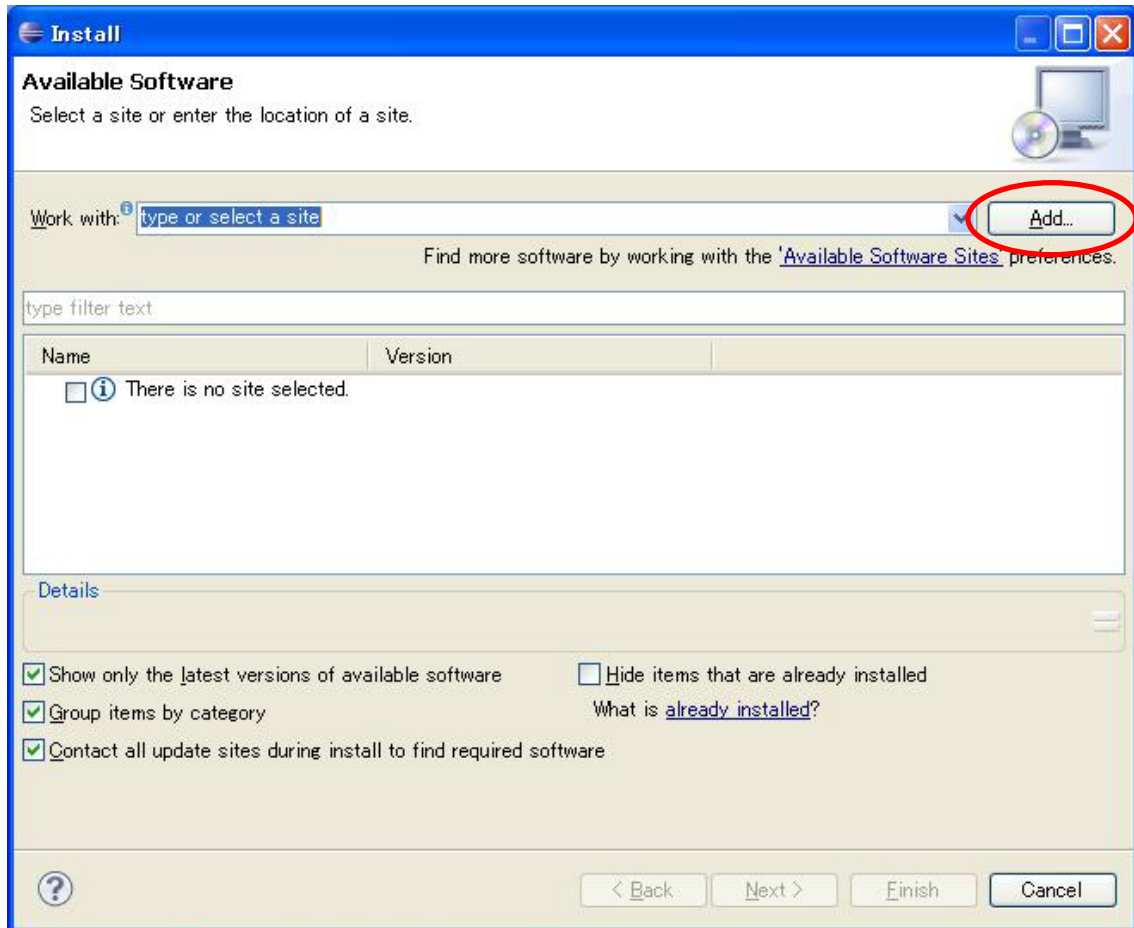 Install
Available Software
Select a site or enter the location of a site.
Work with: type or select a site Add...
Find more software by working with the 'Available Software Sites' preferences.
type filter text
Name Version
There is no site selected.
Details
Show only the latest versions of available software Hide items that are already installed
Group items by category What is already installed?
Contact all update sites during install to find required software
? < Back Next > Finish Cancel